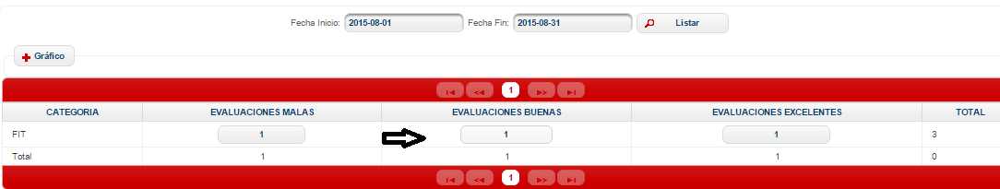 Fecha Inicio: 2015-08-01 Fecha Fin: 2015-08-31 Listar
Gráfico
1
CATEGORIA EVALUACIONES MALAS EVALUACIONES BUENAS EVALUACIONES EXCELENTES TOTAL
FIT 1 1 1 3
Total 1 1 1 0
1